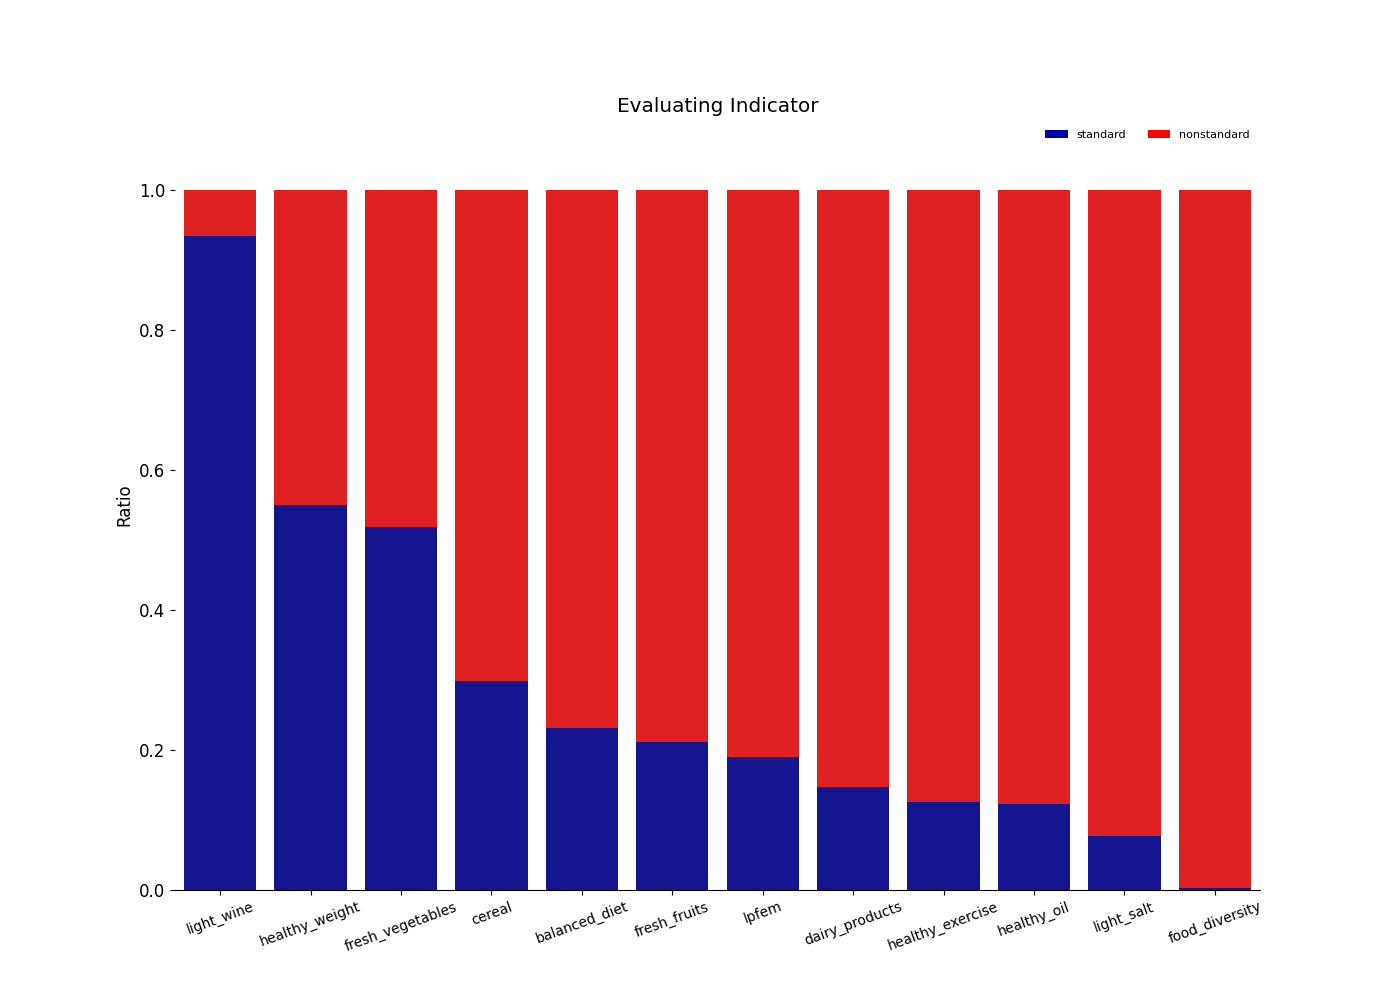 Evaluating Indicator
standard nonstandard
1.0
0.8
0.6
0.4
0.2
0.0
Ratio
light_wine healthy_weight fresh_vegetables cereal balanced_diet fresh_fruits lpfem dairy_products healthy_exercise healthy_oil light_salt food_diversity